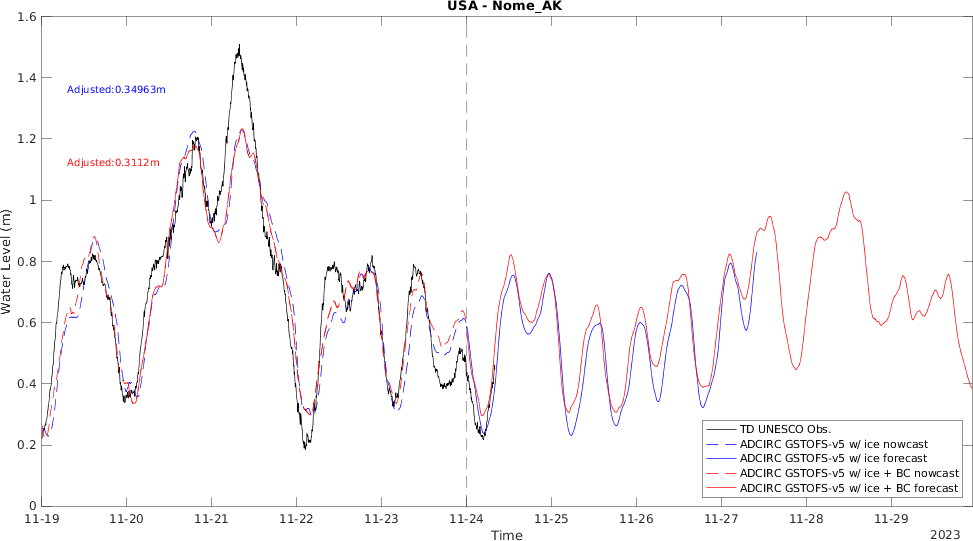 USA - Nome_AK
1.6
1.4
1.2
1
0.8
0.6
0.4
0.2
0
Water Level (m)
Adjusted:0.34963m
Adjusted:0.3112m
TD UNESCO Obs.
ADCIRC GSTOFS-v5 w/ ice nowcast
ADCIRC GSTOFS-v5 w/ ice forecast
ADCIRC GSTOFS-v5 w/ ice + BC nowcast
ADCIRC GSTOFS-v5 w/ ice + BC forecast
11-19 11-20 11-21 11-22 11-23 11-24 11-25 11-26 11-27 11-28 11-29
Time
2023